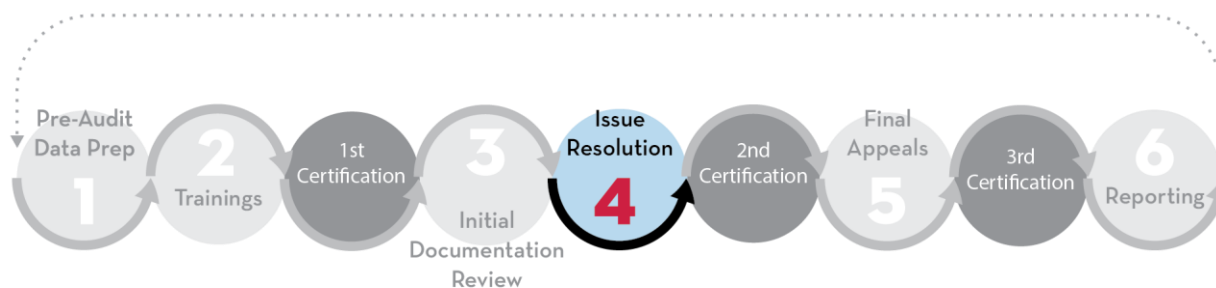 Pre-Audit
Data Prep
1
2
Trainings
1st
Certification
3
Initial
Documentation
Review
Issue
Resolution
4
2nd
Certification
Final
Appeals
5
3rd
Certification
6
Reporting